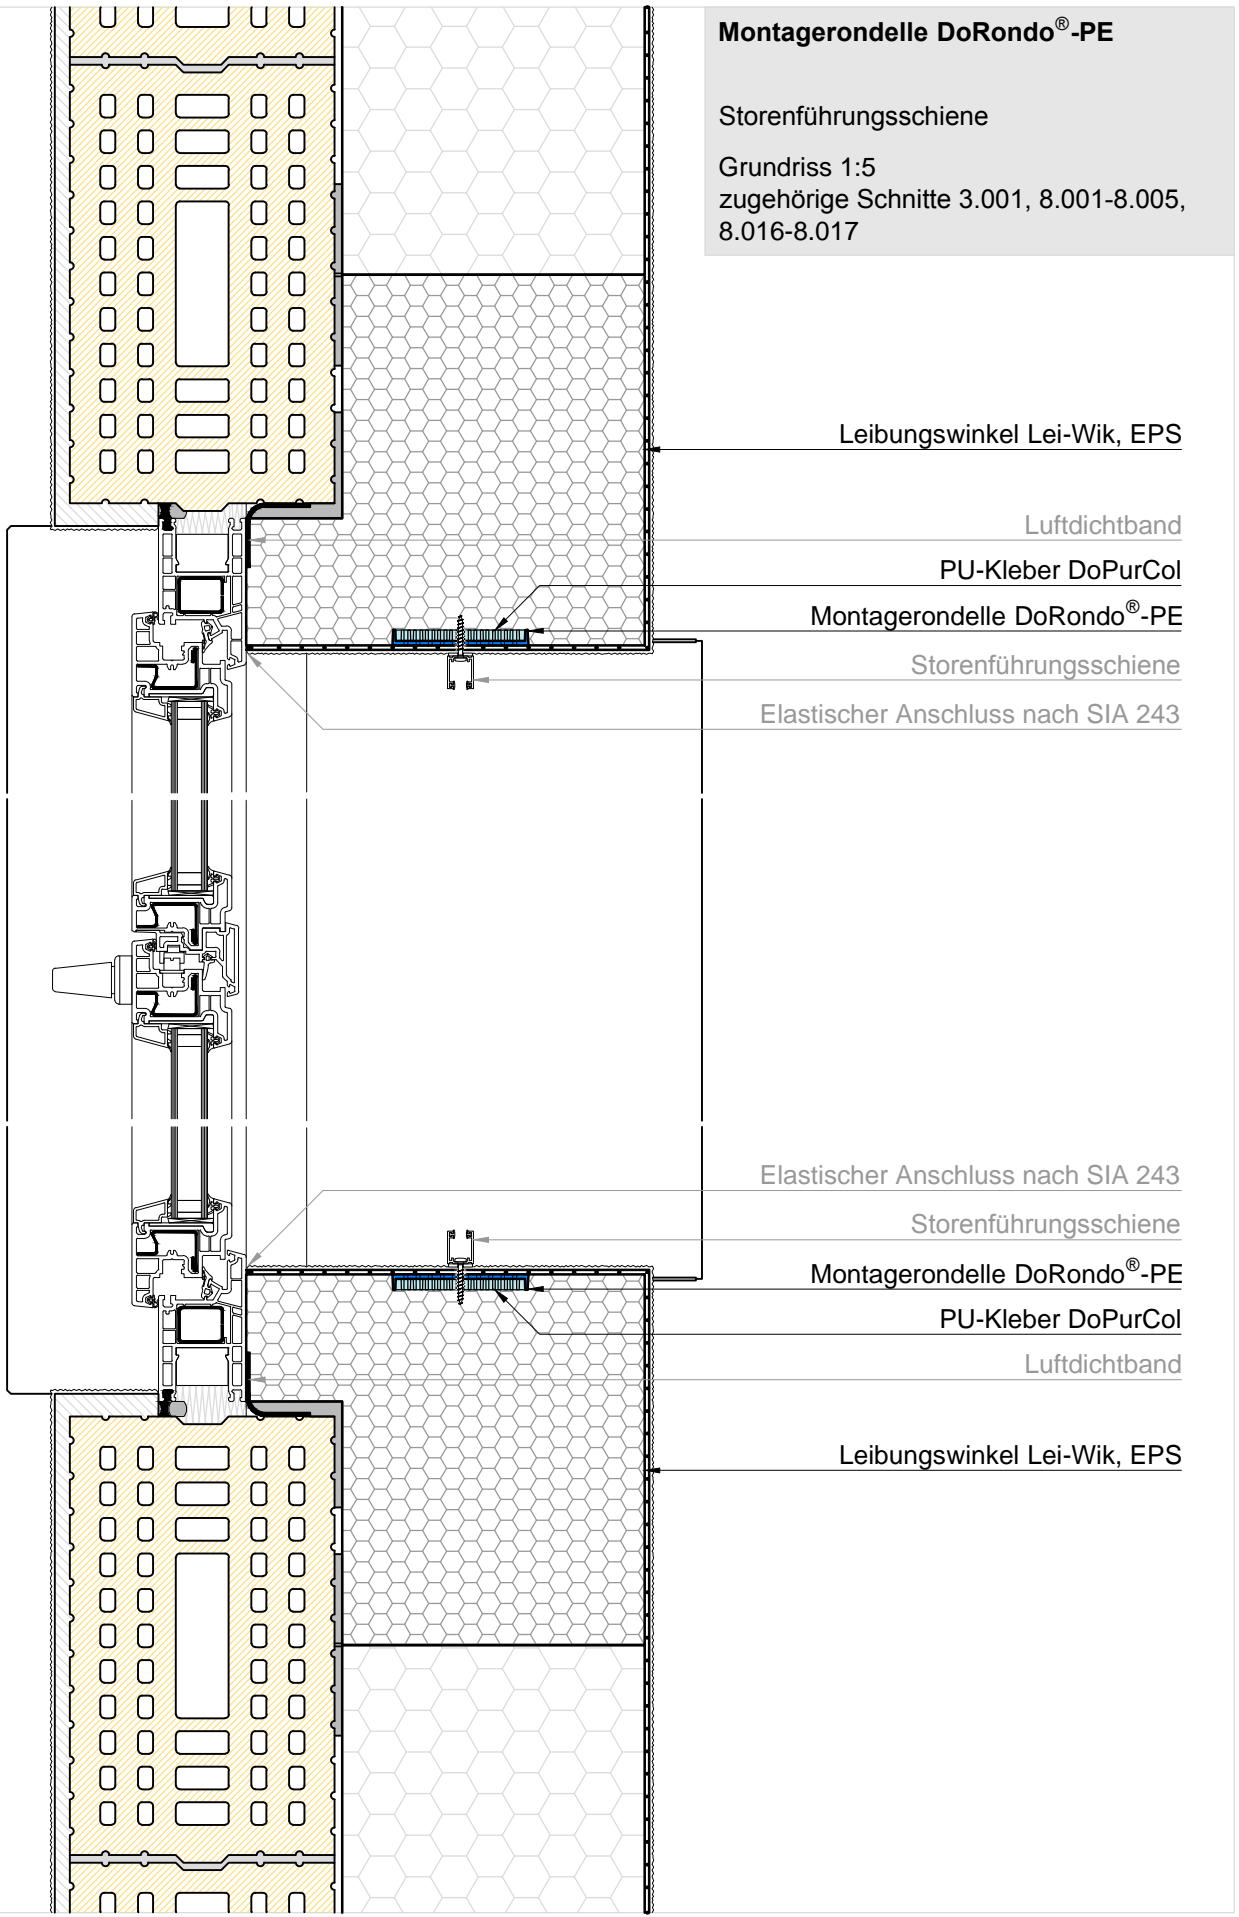 Montagerondelle DoRondo®-PE
Storenführungsschiene
Grundriss 1:5
zugehörige Schnitte 3.001, 8.001-8.005,
8.016-8.017
Leibungswinkel Lei-Wik, EPS
Luftdichtband
PU-Kleber DoPurCol
Montagerondelle DoRondo®-PE
Storenführungsschiene
Elastischer Anschluss nach SIA 243
Elastischer Anschluss nach SIA 243
Storenführungsschiene
Montagerondelle DoRondo®-PE
PU-Kleber DoPurCol
Luftdichtband
Leibungswinkel Lei-Wik, EPS